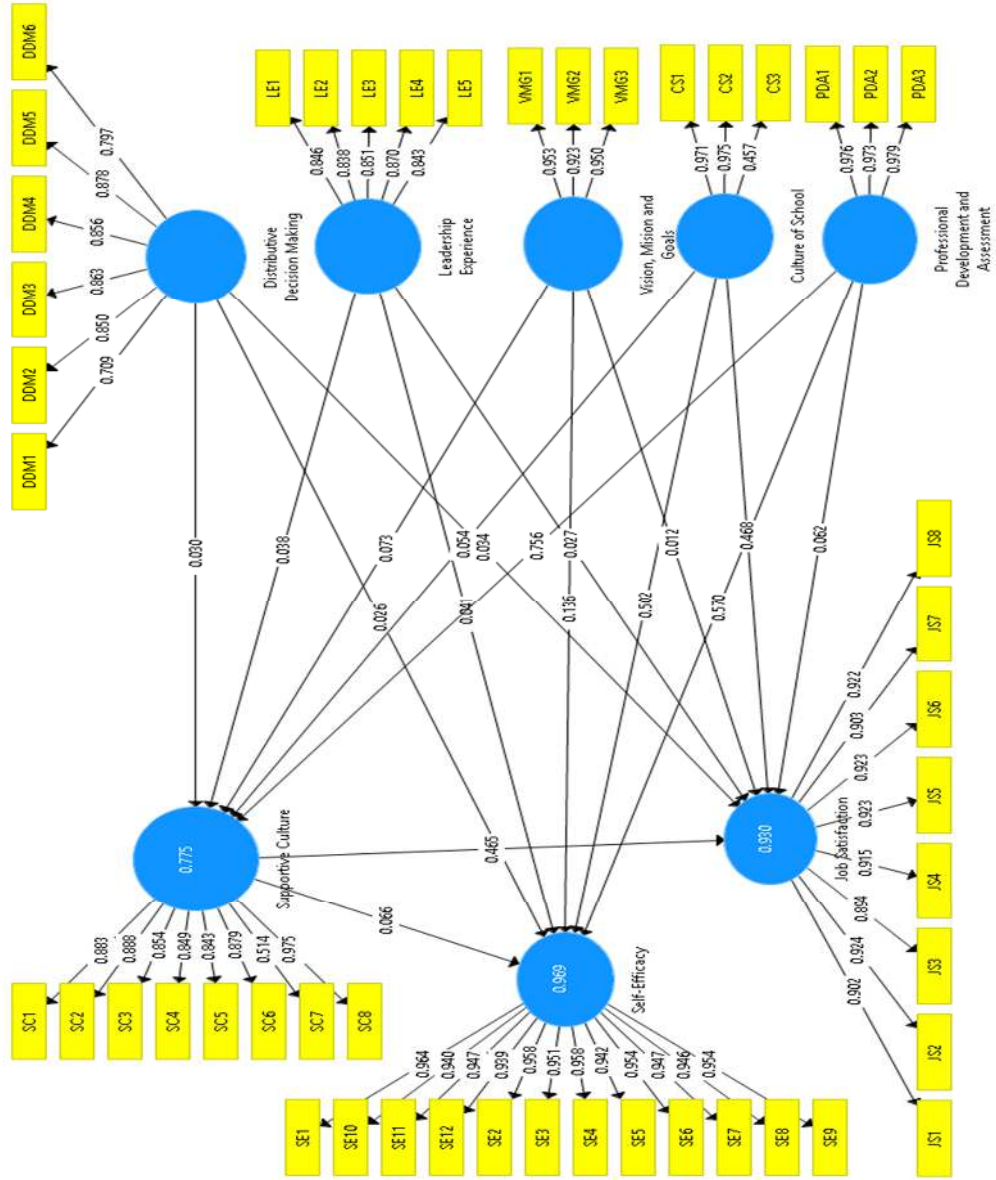 DDM1
DDM2
DDM3
DDM4
DDM5
DDM6
0.709
0.850
0.863
0.856
0.878
0.797
Distributive
Decision Making
SC1
SC2
SC3
SC4
SC5
SC6
SC7
SC8
0.883
0.888
0.854
0.849
0.843
0.879
0.514
0.975
0.775
Supportive Culture
LE1
LE2
LE3
LE4
LE5
0.846
0.838
0.851
0.870
0.843
Leadership
Experience
0.030
0.038
0.073
0.054
0.034
0.756
0.026
0.041
0.136
0.027
0.502
0.012
0.468
0.570
0.062
0.465
0.066
VMG1
VMG2
VMG3
0.953
0.923
0.950
Vision, Mision and
Goals
SE1
SE10
SE11
SE12
SE2
SE3
SE4
SE5
SE6
SE7
SE8
SE9
0.964
0.940
0.947
0.939
0.958
0.951
0.958
0.942
0.954
0.947
0.946
0.954
0.969
Self-Efficacy
CS1
CS2
CS3
0.971
0.975
0.457
Culture of School
PDA1
PDA2
PDA3
0.976
0.973
0.979
Professional
Development and
Assessment
0.930
Job Satisfaction
0.902
0.924
0.894
0.915
0.923
0.923
0.903
0.922
JS1
JS2
JS3
JS4
JS5
JS6
JS7
JS8